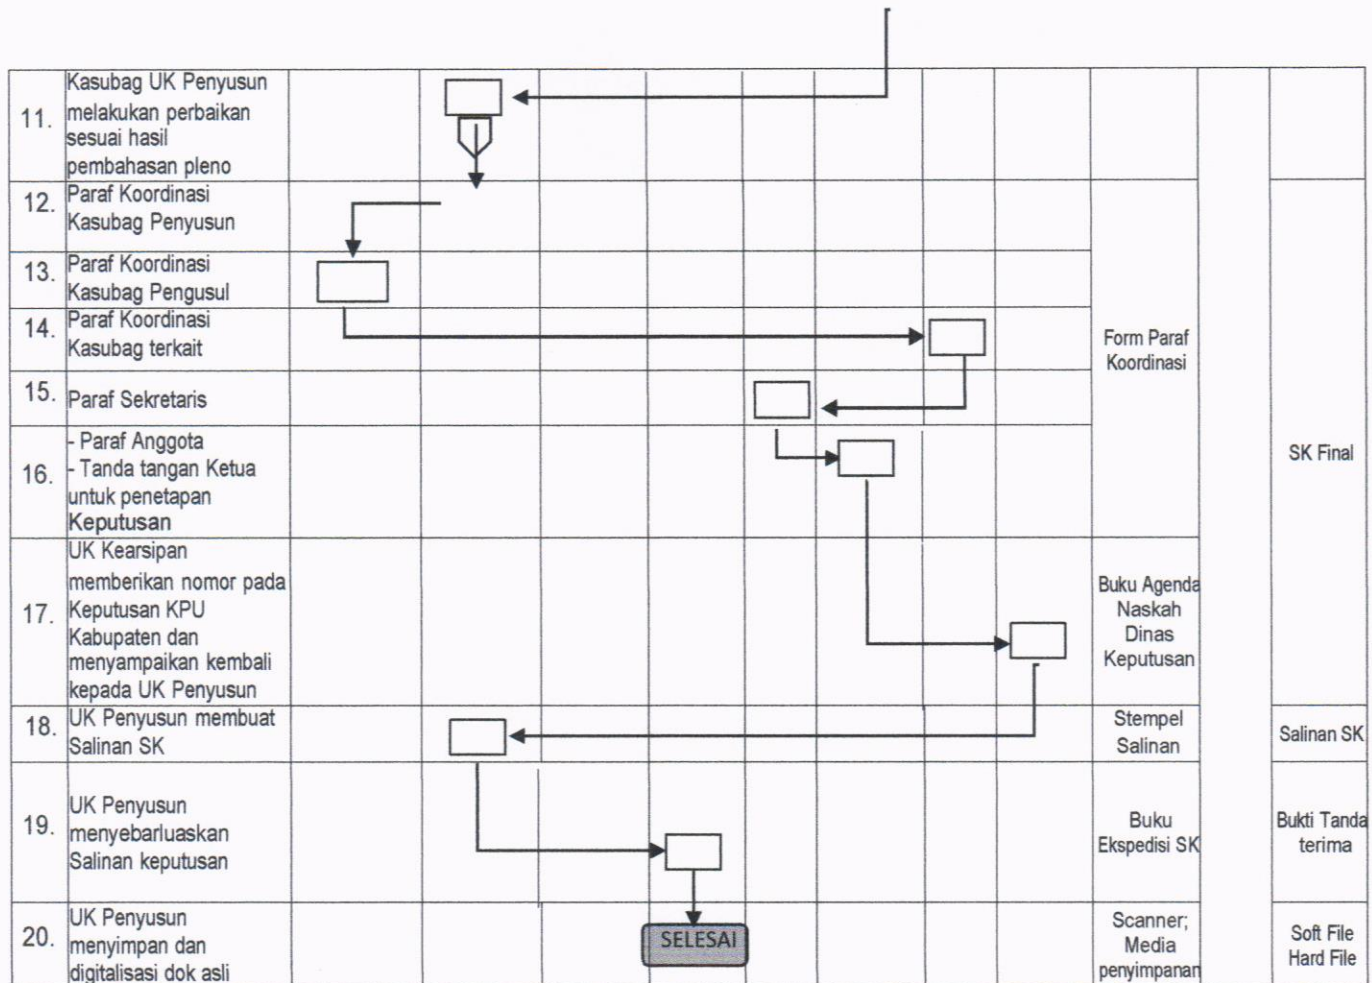 11.
Kasubag UK Penyusun
melakukan perbaikan
sesuai hasil
pembahasan pleno
12.
Paraf Koordinasi
Kasubag Penyusun
13.
Paraf Koordinasi
Kasubag Pengusul
14.
Paraf Koordinasi
Kasubag terkait
Form Paraf
Koordinasi
15.
Paraf Sekretaris
16.
- Paraf Anggota
- Tanda tangan Ketua
untuk penetapan
Keputusan
SK Final
17.
UK Kearsipan
memberikan nomor pada
Keputusan KPU
Kabupaten dan
menyampaikan kembali
kepada UK Penyusun
Buku Agenda
Naskah
Dinas
Keputusan
18.
UK Penyusun membuat
Salinan SK
Stempel
Salinan
Salinan SK
19.
UK Penyusun
menyebarluaskan
Salinan keputusan
Buku
Ekspedisi SK
Bukti Tanda
terima
20.
UK Penyusun
menyimpan dan
digitalisasi dok asli
SELESAI
Scanner;
Media
penyimpanan
Soft File
Hard File